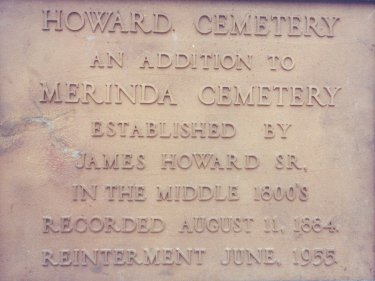 HOWARD CEMETERY
AN ADDITION TO
MERINDA CEMETERY
ESTABLISHED BY
JAMES HOWARD SR,
IN THE MIDDLE 1800'S
RECORDED AUGUST 11, 1884.
REINTERMENT JUNE, 1955.